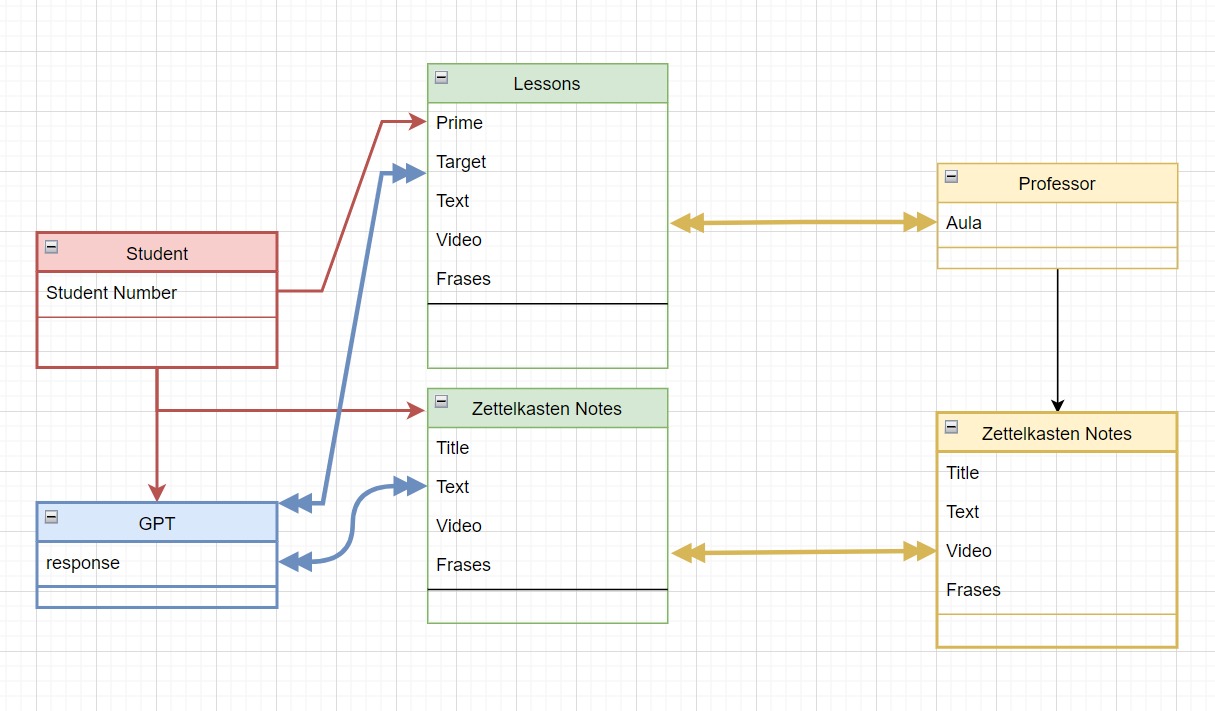 Lessons
Prime
Target
Text
Video
Frases
Professor
Aula
Student
Student Number
Zettelkasten Notes
Title
Text
Video
Frases
Zettelkasten Notes
Title
Text
Video
Frases
GPT
response